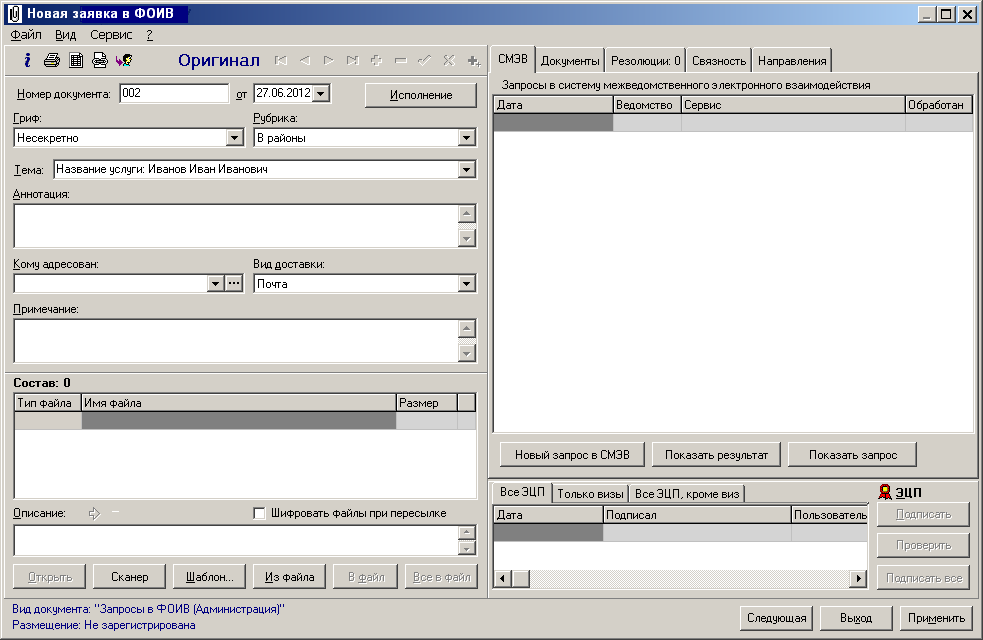 Новая заявка в ФОИВ
Файл Вид Сервис ?
Оригинал
Номер документа: 002 от 27.06.2012 Исполнение
Гриф: Рубрика:
Несекретно В районы
Тема: Название услуги: Иванов Иван Иванович
Аннотация:
Кому адресован: Вид доставки:
Почта
Примечание:
Состав: 0
Тип файла Имя файла Размер
Описание: Шифровать файлы при пересылке
Открыть Сканер Шаблон... Из файла В файл Все в файл
СМЭВ Документы Резолюции: 0 Связность Направления
Запросы в систему межведомственного электронного взаимодействия
Дата Ведомство Сервис Обработан
Новый запрос в СМЭВ Показать результат Показать запрос
Все ЭЦП Только визы Все ЭЦП, кроме виз
Дата Подписал Пользователь
ЭЦП
Подписать
Проверить
Подписать все
Вид документа: "Запросы в ФОИВ (Администрация)"
Размещение: Не зарегистрирована
Следующая Выход Применить